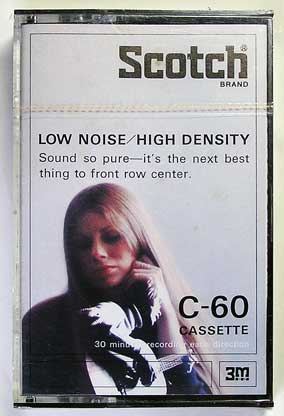 Scotch®
BRAND
LOW NOISE/HIGH DENSITY
Sound so pure—it's the next best
thing to front row center.
C-60
CASSETTE
30 minutes recording each direction
3M